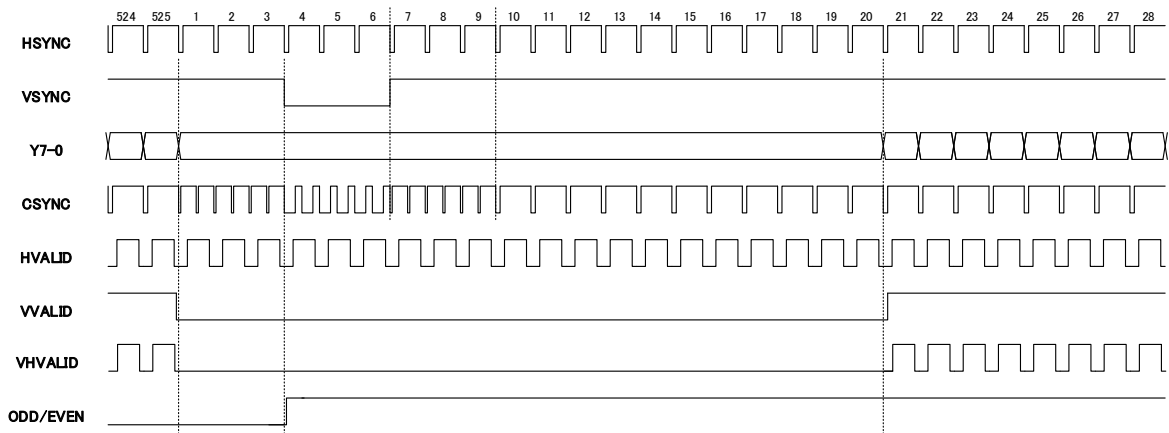 524 525 1 2 3 4 5 6 7 8 9 10 11 12 13 14 15 16 17 18 19 20 21 22 23 24 25 26 27 28
HSYNC
VSYNC
Y7-0
CSYNC
HVALID
VVALID
VHVALID
ODD/EVEN